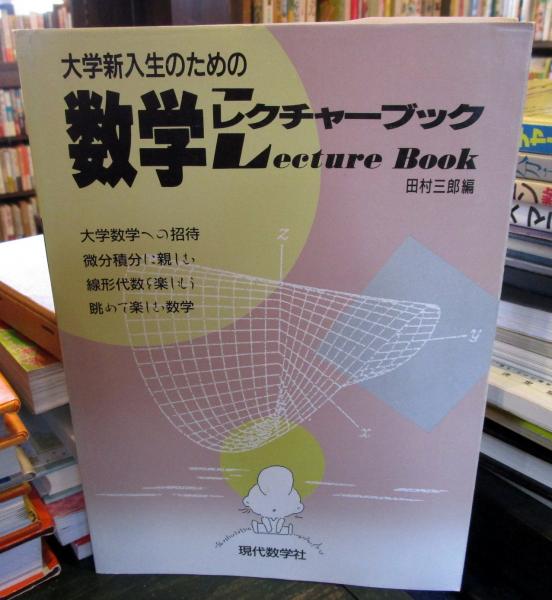 大学新入生のための
数学レクチャーブック
Lecture Book
田村三郎編
大学数学への招待
微分積分に親しむ
線形代数を楽しむ
眺めて楽しむ数学
z
y
x
現代数学社